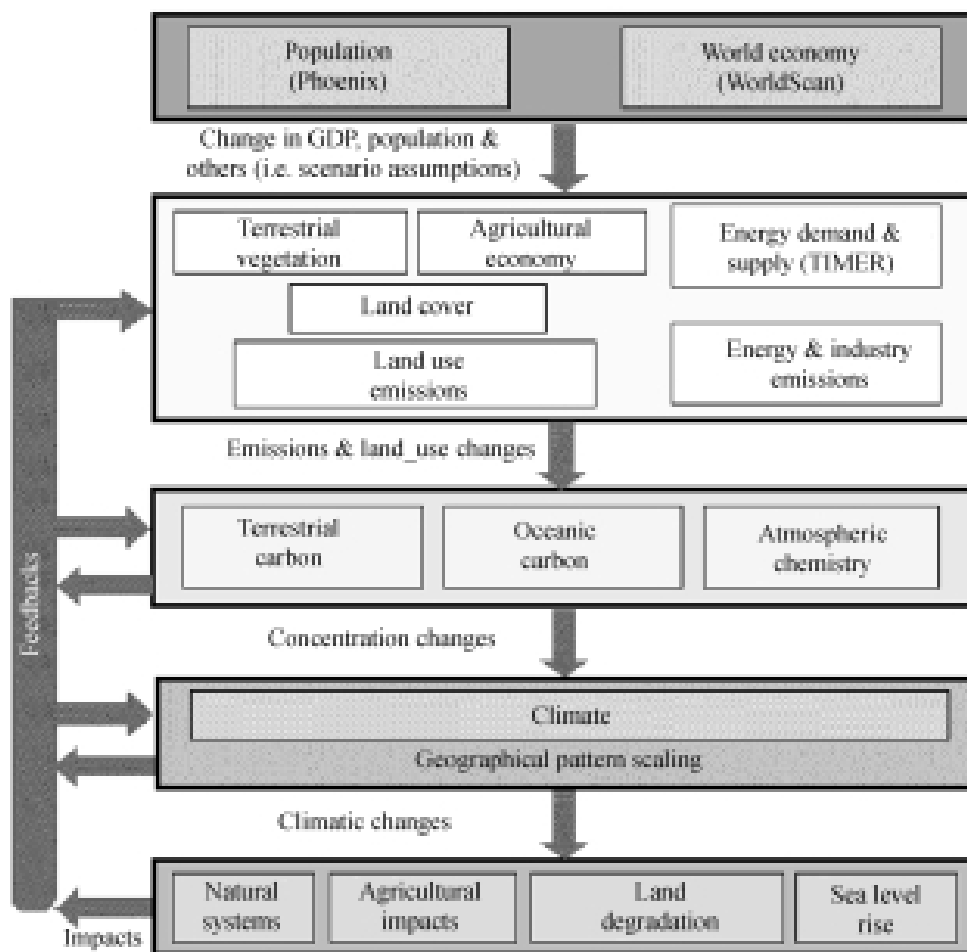 Population
(Phoenix)
World economy
(WorldScan)
Change in GDP, population &
others (i.e. scenario assumptions)
Terrestrial
vegetation
Agricultural
economy
Energy demand &
supply (TIMER)
Land cover
Land use
emissions
Energy & industry
emissions
Emissions & land_use changes
Terrestrial
carbon
Oceanic
carbon
Atmospheric
chemistry
Feedbacks
Concentration changes
Climate
Geographical pattern scaling
Climatic changes
Natural
systems
Agricultural
impacts
Land
degradation
Sea level
rise
Impacts